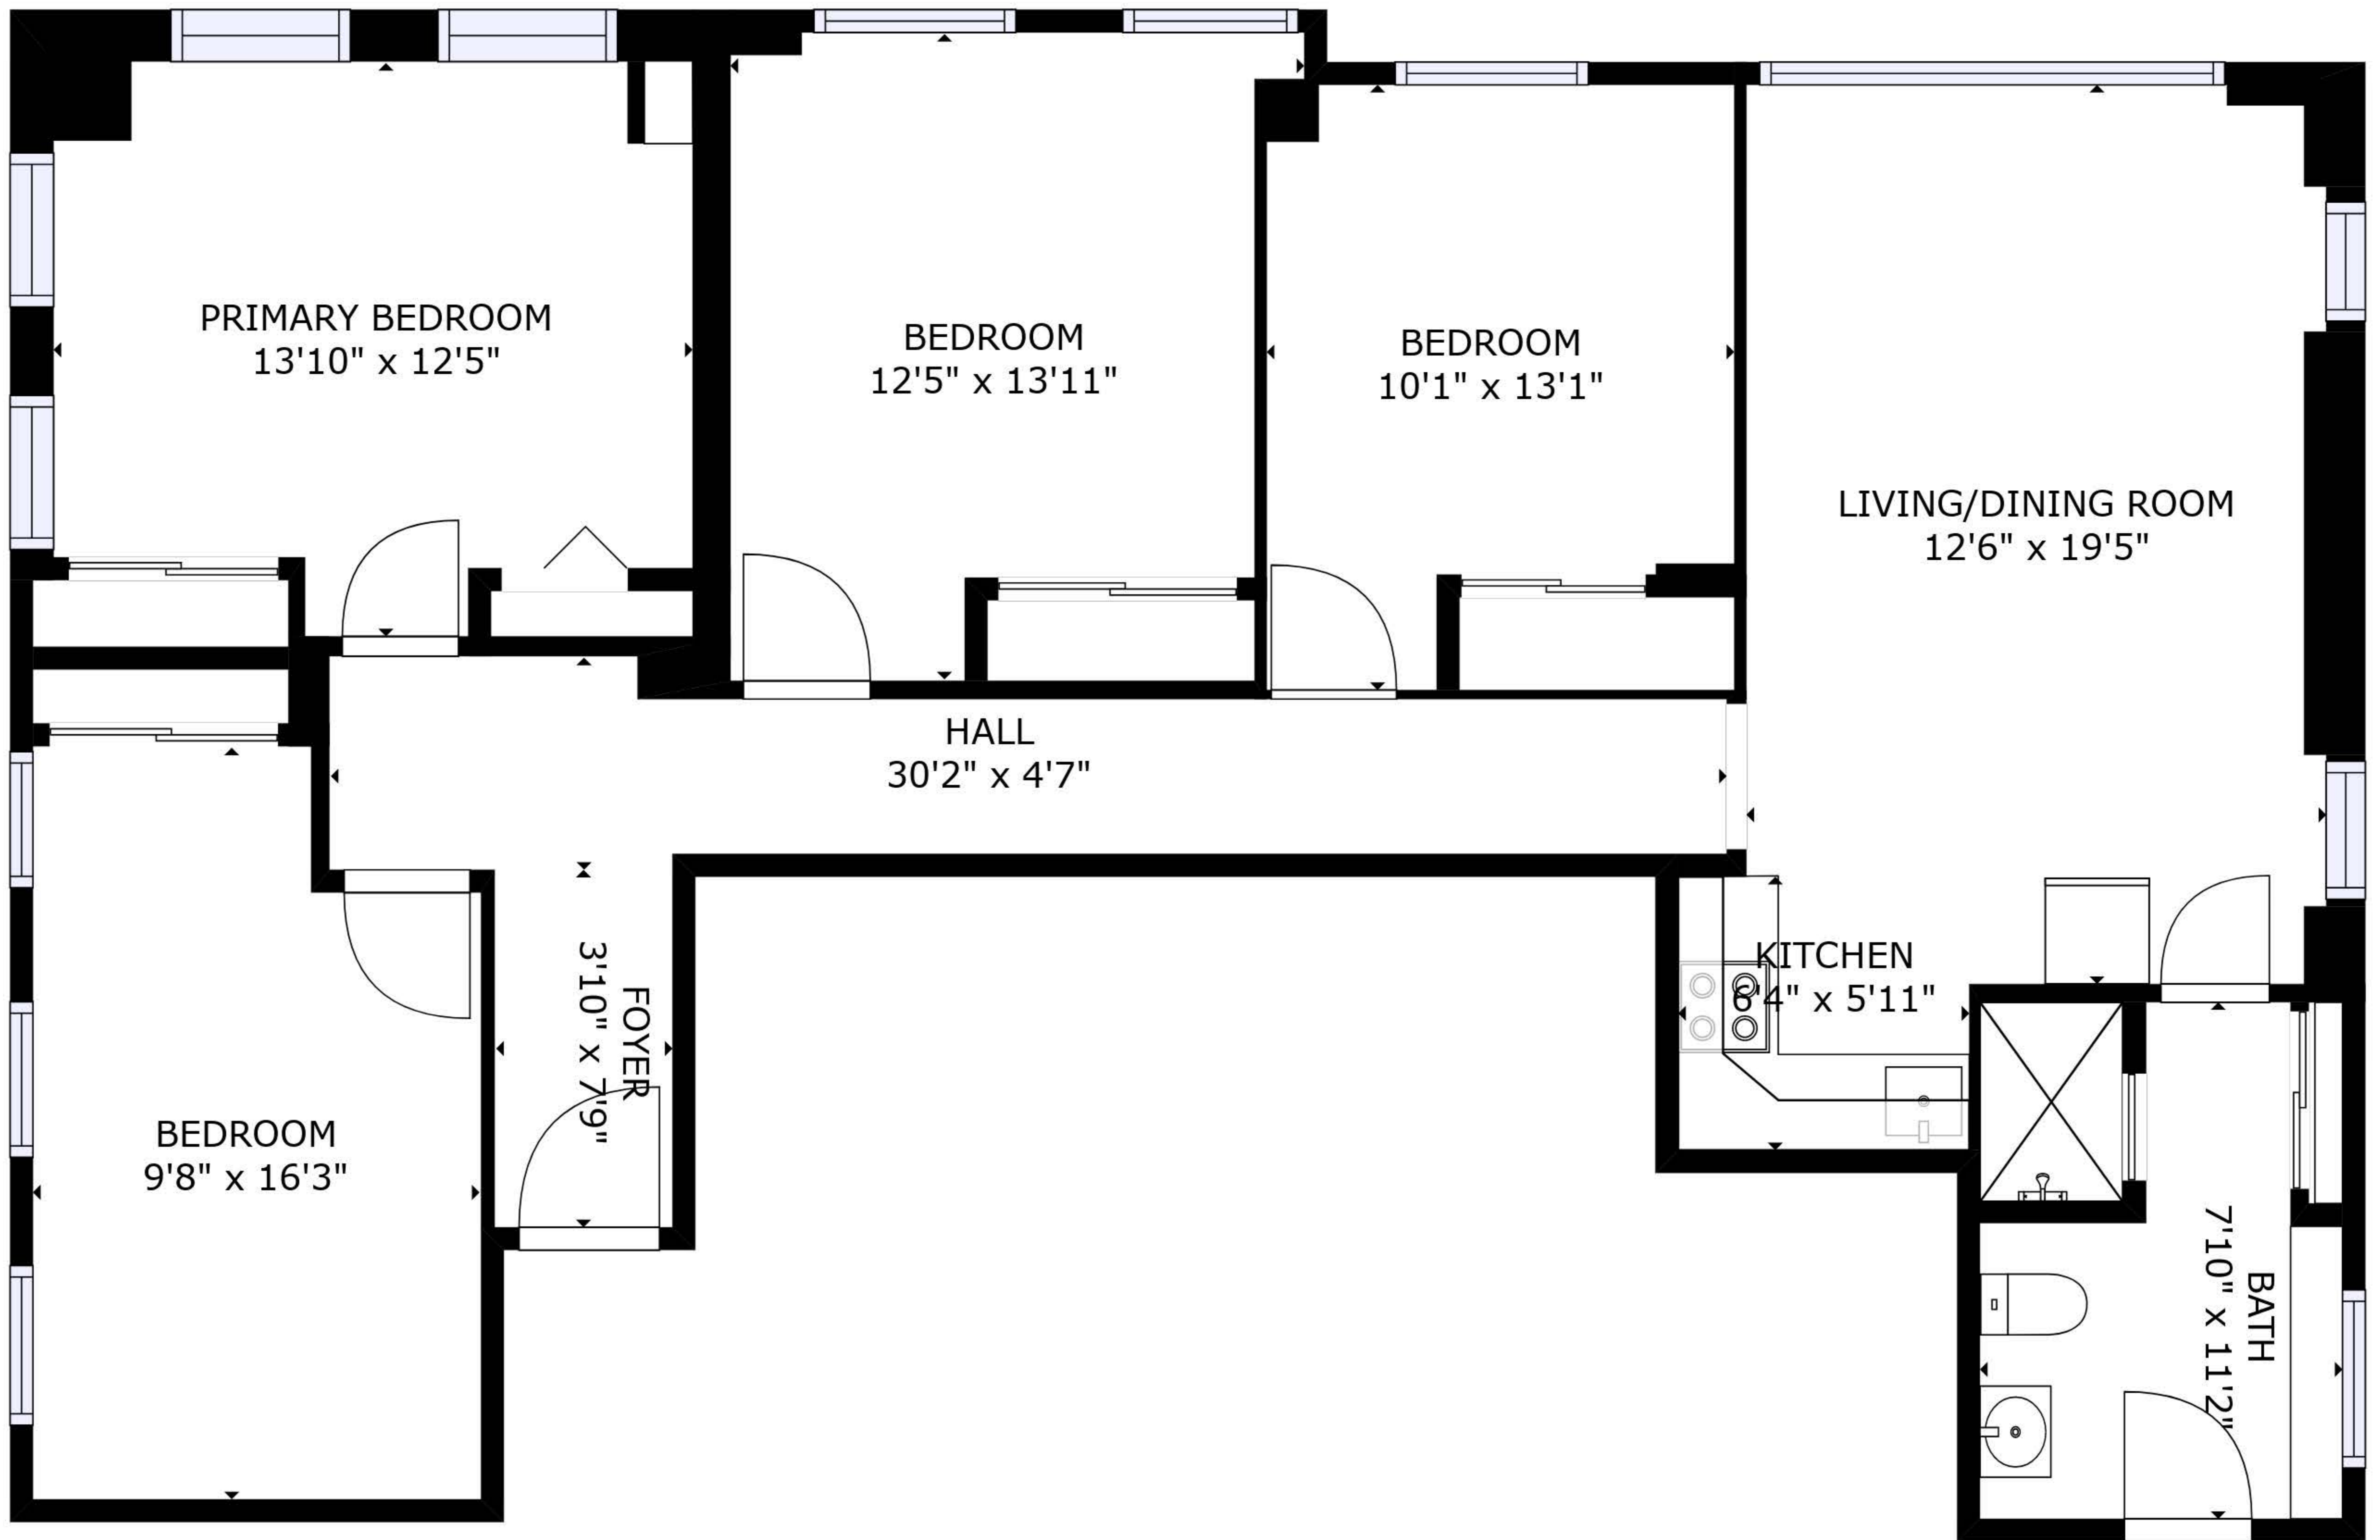 PRIMARY BEDROOM
13'10" x 12'5"
BEDROOM
12'5" x 13'11"
BEDROOM
10'1" x 13'1"
LIVING/DINING ROOM
12'6" x 19'5"
HALL
30'2" x 4'7"
KITCHEN
6'4" x 5'11"
FOYER
3'10" x 7'9"
BEDROOM
9'8" x 16'3"
BATH
7'10" x 11'2"